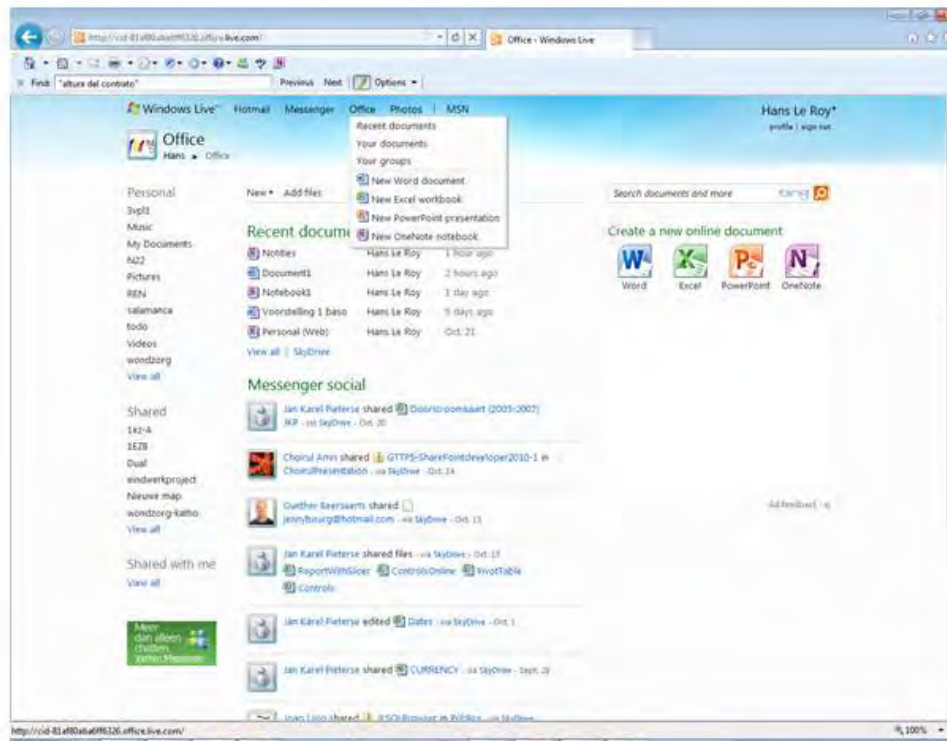 Office - Windows Live
Find: "altura del contrato" Previous Next Options
Windows Live™ Hotmail Messenger Office Photos | MSN
Hans Le Roy
profile | sign out
Office
Hans ▸ Office
Recent documents
Your documents
Your groups
New Word document
New Excel workbook
New PowerPoint presentation
New OneNote notebook
Personal
3vpl3
Music
My Documents
N22
Pictures
REN
salamanca
todo
Videos
wondzorg
View all
Shared
1kz-A
1EZB
Dual
eindwerkproject
Nieuwe map
wondzorg-katho
View all
Shared with me
View all
Meer
dan alleen
chatten.
New Add files
Recent docume
Notities Hans Le Roy 1 hour ago
Document1 Hans Le Roy 2 hours ago
Notebook1 Hans Le Roy 1 day ago
Voorstelling 1 baso Hans Le Roy 5 days ago
Personal (Web) Hans Le Roy Oct. 21
View all | SkyDrive
Messenger social
Jan Karel Pieterse shared Doorstroomkaart (2003-2007)
JKP - via SkyDrive - Oct. 20
Choirul Amri shared GTTPS-SharePointdeveloper2010-1 in
ChoirulPresentation - via SkyDrive - Oct. 14
Gunther Beersaerts shared
via SkyDrive - Oct. 13
Jan Karel Pieterse shared files - via SkyDrive - Oct. 13
ReportWithSlicer ControlsOnline PivotTable
Controls
Jan Karel Pieterse edited Dates - via SkyDrive - Oct. 1
Jan Karel Pieterse shared CURRENCY - via SkyDrive - Sept. 28
Search documents and more
Create a new online document
Word Excel PowerPoint OneNote
Ad feedback
100%